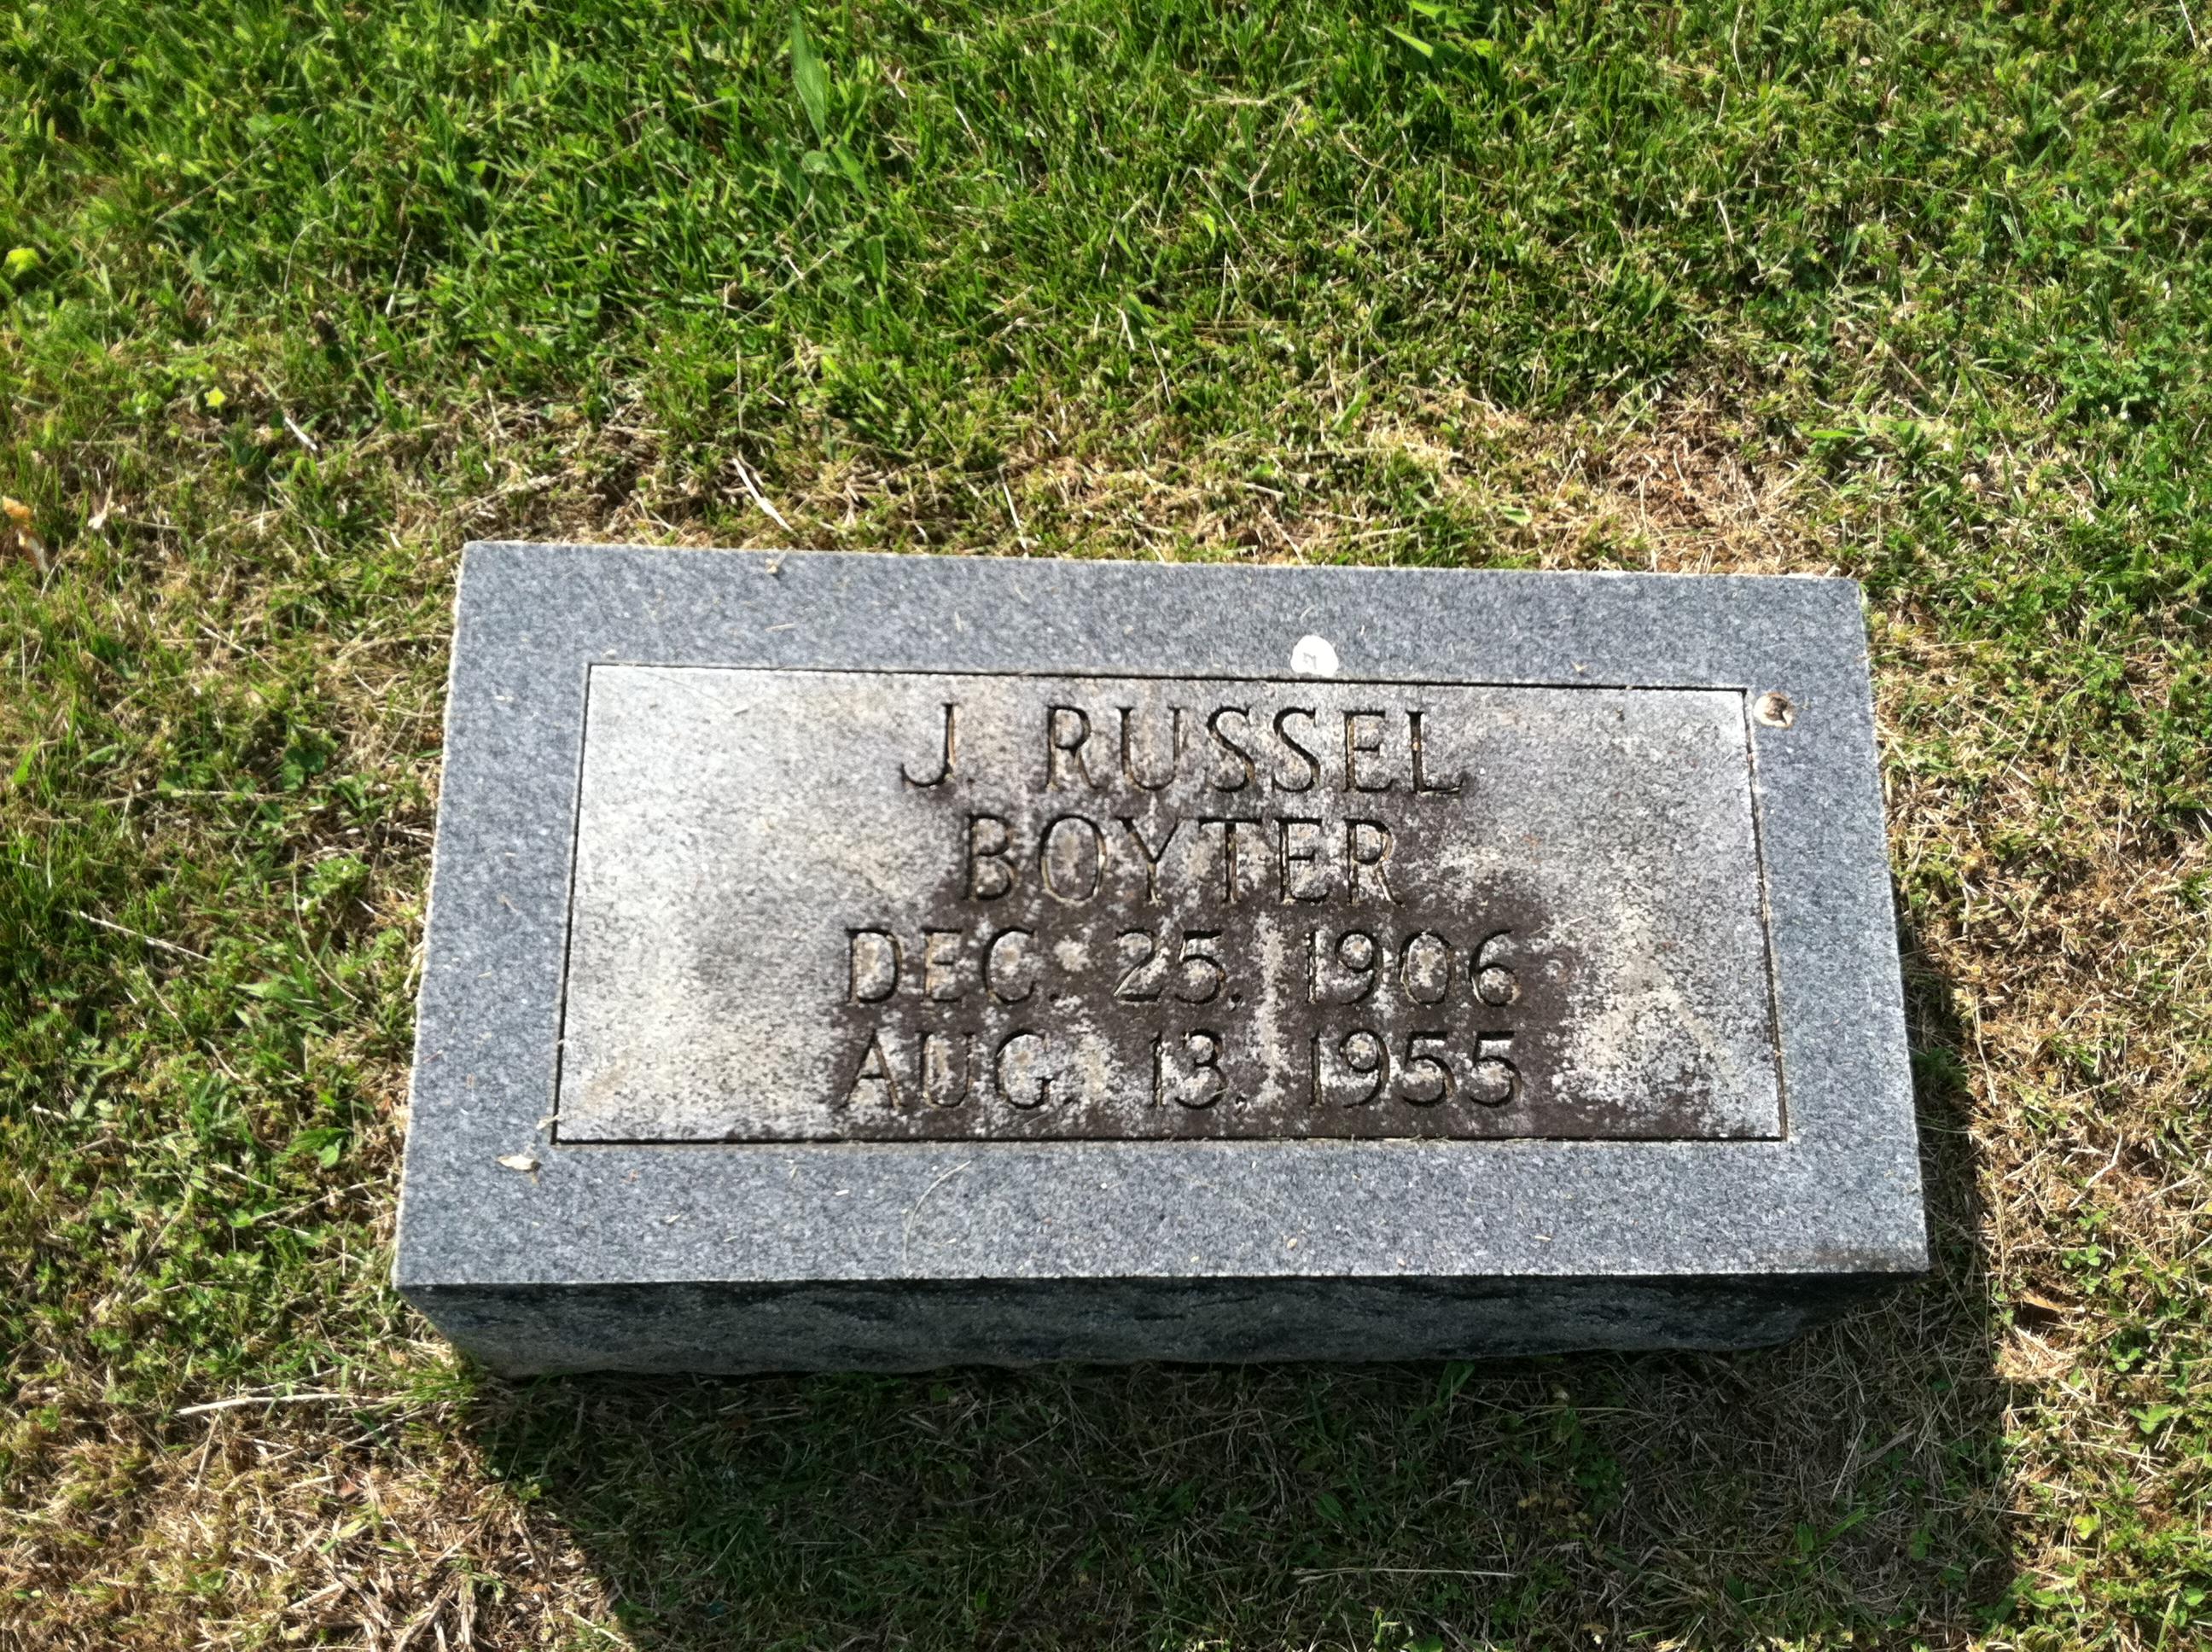 J. RUSSEL
BOYTER
DEC. 25, 1906
AUG. 13, 1955